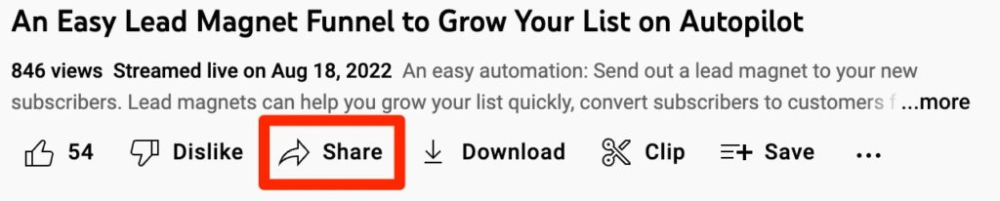 An Easy Lead Magnet Funnel to Grow Your List on Autopilot
846 views Streamed live on Aug 18, 2022 An easy automation: Send out a lead magnet to your new
subscribers. Lead magnets can help you grow your list quickly, convert subscribers to customers f ...more
54 Dislike Share Download Clip Save ...